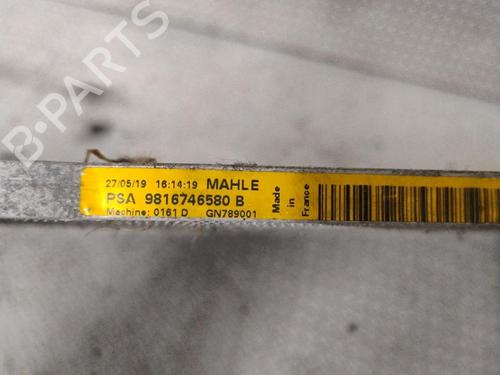 B-PARTS
27/05/19 16:14:19 MAHLE
PSA 9816746580 B
Machine: 0161 D GN789001
Made
in
France